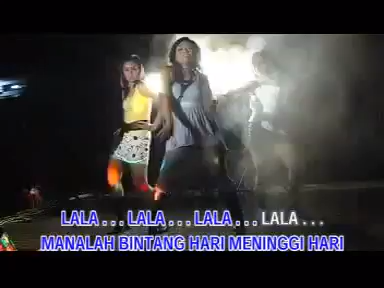 LALA . . . LALA . . . LALA . . . LALA . . .
MANALAH BINTANG HARI MENINGGI HARI